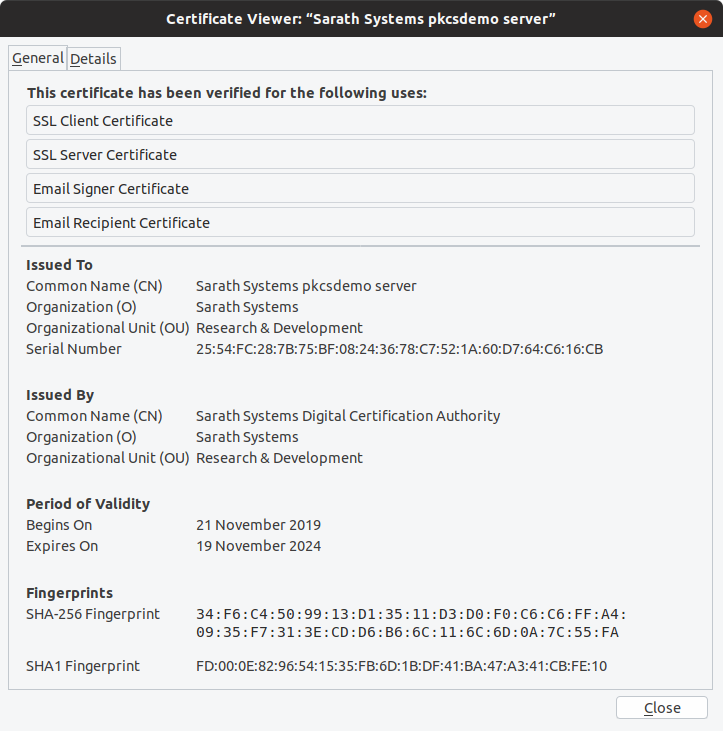 Certificate Viewer: “Sarath Systems pkcsdemo server”
General Details
This certificate has been verified for the following uses:
SSL Client Certificate
SSL Server Certificate
Email Signer Certificate
Email Recipient Certificate
Issued To
Common Name (CN) Sarath Systems pkcsdemo server
Organization (O) Sarath Systems
Organizational Unit (OU) Research & Development
Serial Number 25:54:FC:28:7B:75:BF:08:24:36:78:C7:52:1A:60:D7:64:C6:16:CB
Issued By
Common Name (CN) Sarath Systems Digital Certification Authority
Organization (O) Sarath Systems
Organizational Unit (OU) Research & Development
Period of Validity
Begins On 21 November 2019
Expires On 19 November 2024
Fingerprints
SHA-256 Fingerprint 34:F6:C4:50:99:13:D1:35:11:D3:D0:F0:C6:C6:FF:A4:
09:35:F7:31:3E:CD:D6:B6:6C:11:6C:6D:0A:7C:55:FA
SHA1 Fingerprint FD:00:0E:82:96:54:15:35:FB:6D:1B:DF:41:BA:47:A3:41:CB:FE:10
Close